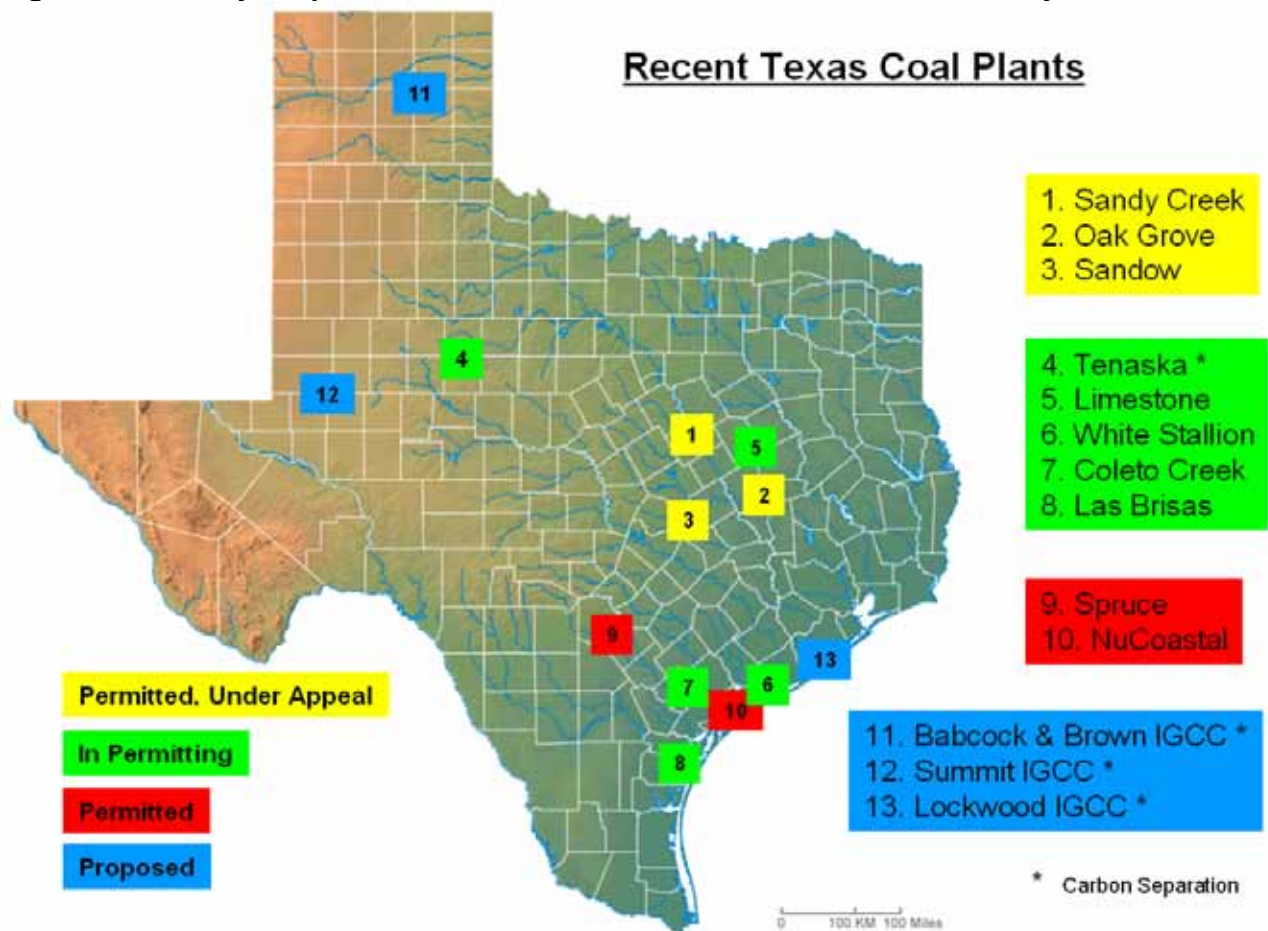 Recent Texas Coal Plants
11
1. Sandy Creek
2. Oak Grove
3. Sandow
4
12
4. Tenaska *
5. Limestone
6. White Stallion
7. Coleto Creek
8. Las Brisas
1
5
2
3
9. Spruce
10. NuCoastal
9
13
7
6
10
8
Permitted. Under Appeal
In Permitting
Permitted
Proposed
11. Babcock & Brown IGCC *
12. Summit IGCC *
13. Lockwood IGCC *
* Carbon Separation
0 100 KM 100 Miles